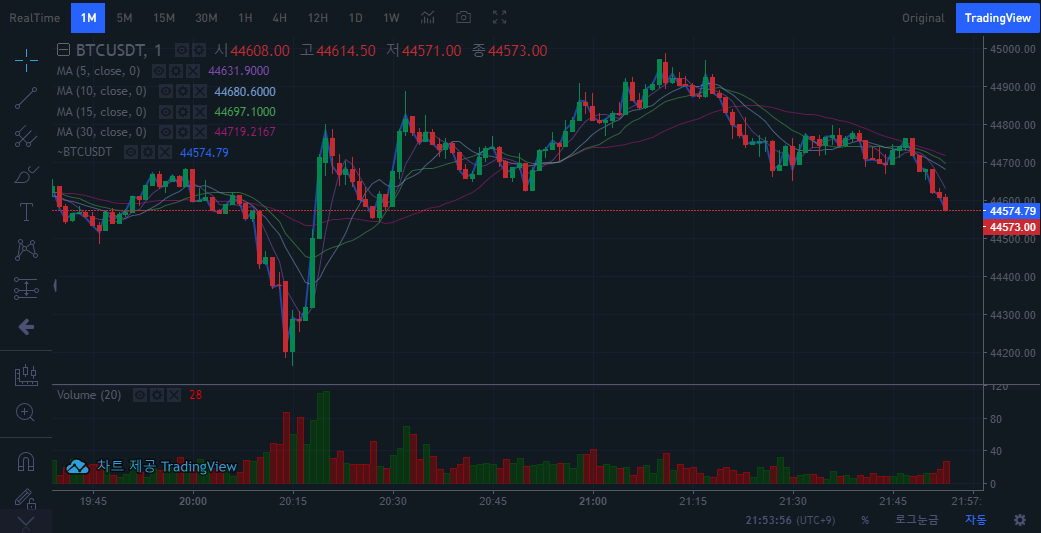 RealTime 1M 5M 15M 30M 1H 4H 12H 1D 1W Original TradingView
BTCUSDT, 1 시44608.00 고44614.50 저44571.00 종44573.00
MA (5, close, 0) 44631.9000
MA (10, close, 0) 44680.6000
MA (15, close, 0) 44697.1000
MA (30, close, 0) 44719.2167
~BTCUSDT 44574.79
45000.00
44900.00
44800.00
44700.00
44600.00
44574.79
44573.00
44500.00
44400.00
44300.00
44200.00
Volume (20) 28
120
80
40
0
차트 제공 TradingView
19:45 20:00 20:15 20:30 20:45 21:00 21:15 21:30 21:45 21:57:
21:53:56 (UTC+9) % 로그눈금 자동